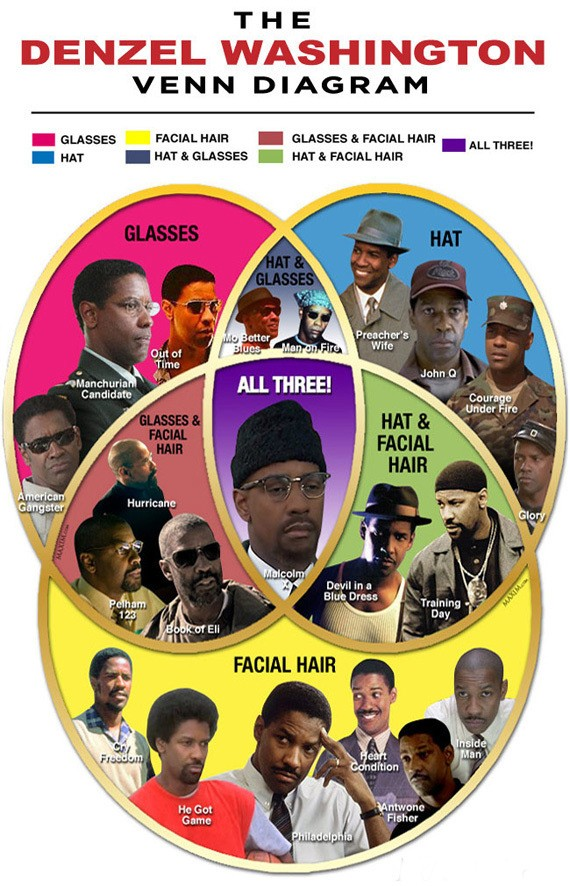 THE
DENZEL WASHINGTON
VENN DIAGRAM
GLASSES
FACIAL HAIR
GLASSES & FACIAL HAIR
ALL THREE!
HAT
HAT & GLASSES
HAT & FACIAL HAIR
GLASSES
HAT
HAT &
GLASSES
Mo Better
Blues
Man on Fire
Out of
Time
Manchurian
Candidate
American
Gangster
Preacher's
Wife
John Q
Courage
Under Fire
Glory
ALL THREE!
Malcolm
X
GLASSES &
FACIAL
HAIR
Hurricane
Pelham
123
Book of Eli
MAXIM.com
HAT &
FACIAL
HAIR
Devil in a
Blue Dress
Training
Day
MAXIM.com
FACIAL HAIR
Cry
Freedom
He Got
Game
Philadelphia
Heart
Condition
Antwone
Fisher
Inside
Man